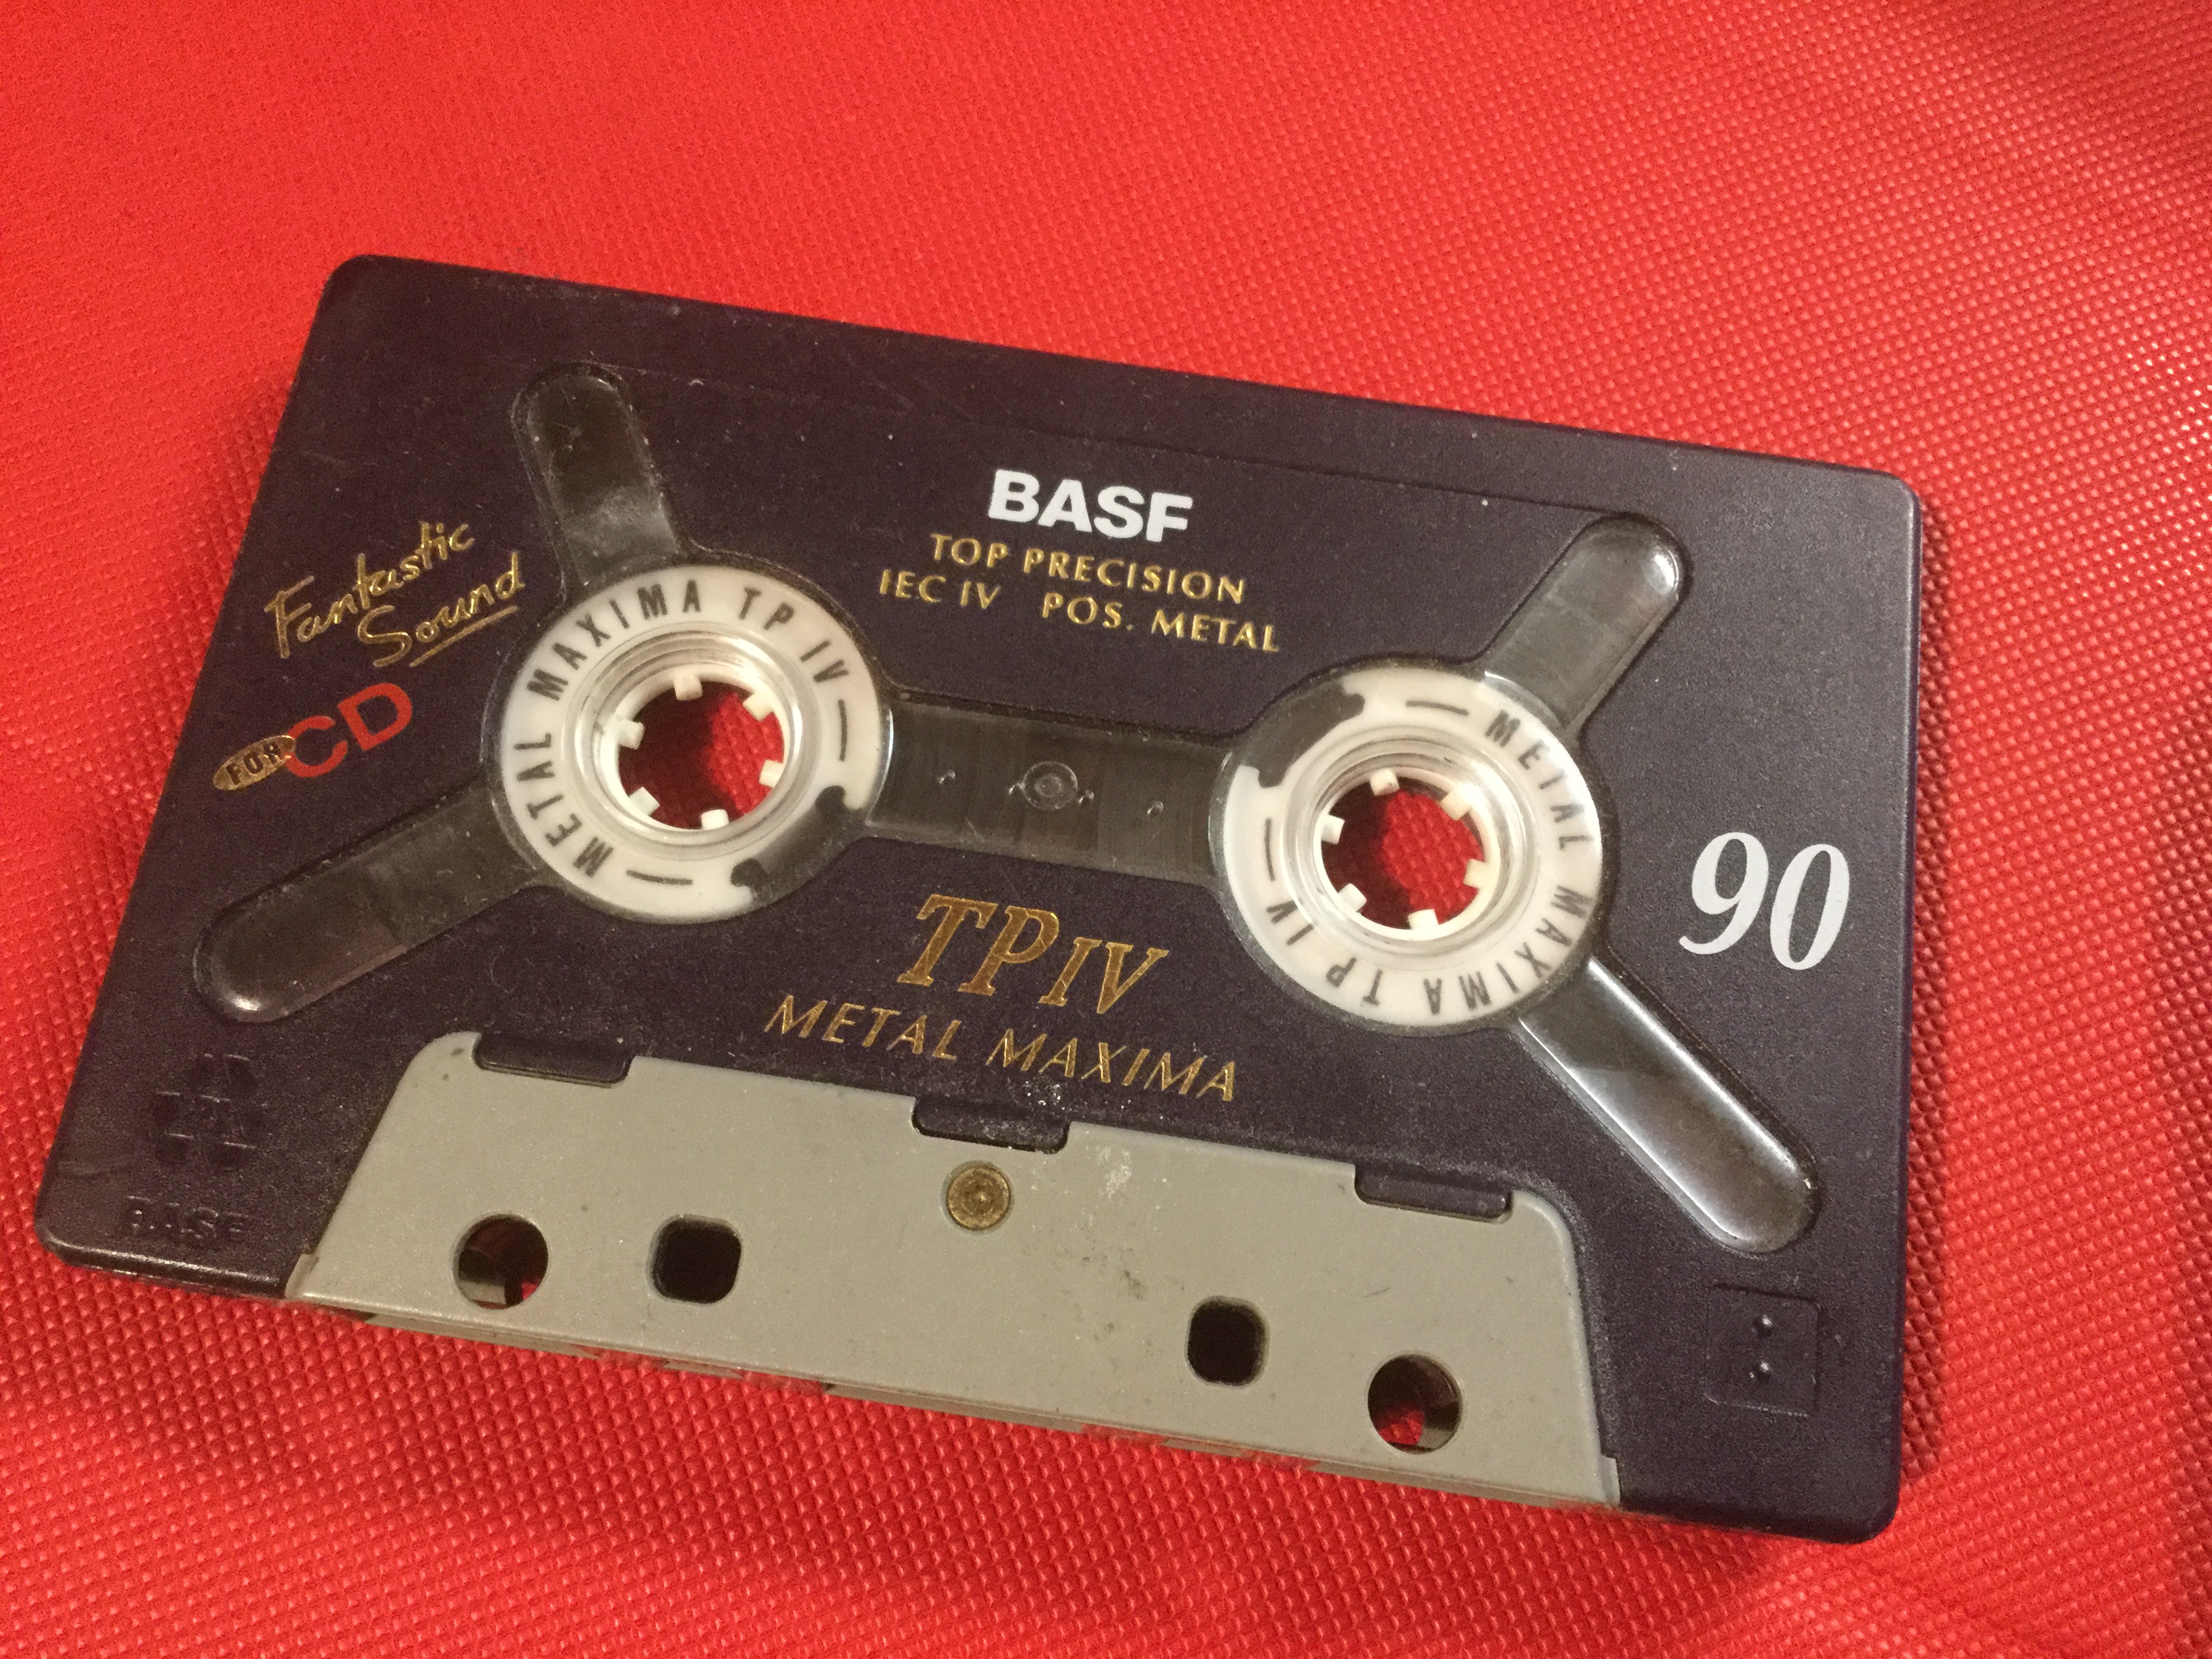 BASF
TOP PRECISION
IEC IV POS. METAL
Fantastic
Sound
FOR CD
METAL MAXIMA TP IV
METAL MAXIMA TP IV
90
TP IV
METAL MAXIMA
BASF